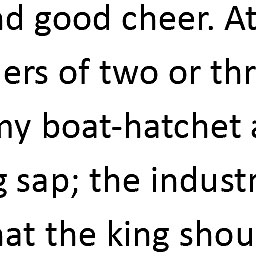 nd good cheer. At
ers of two or thr
my boat-hatchet a
g sap; the industr
hat the king shou